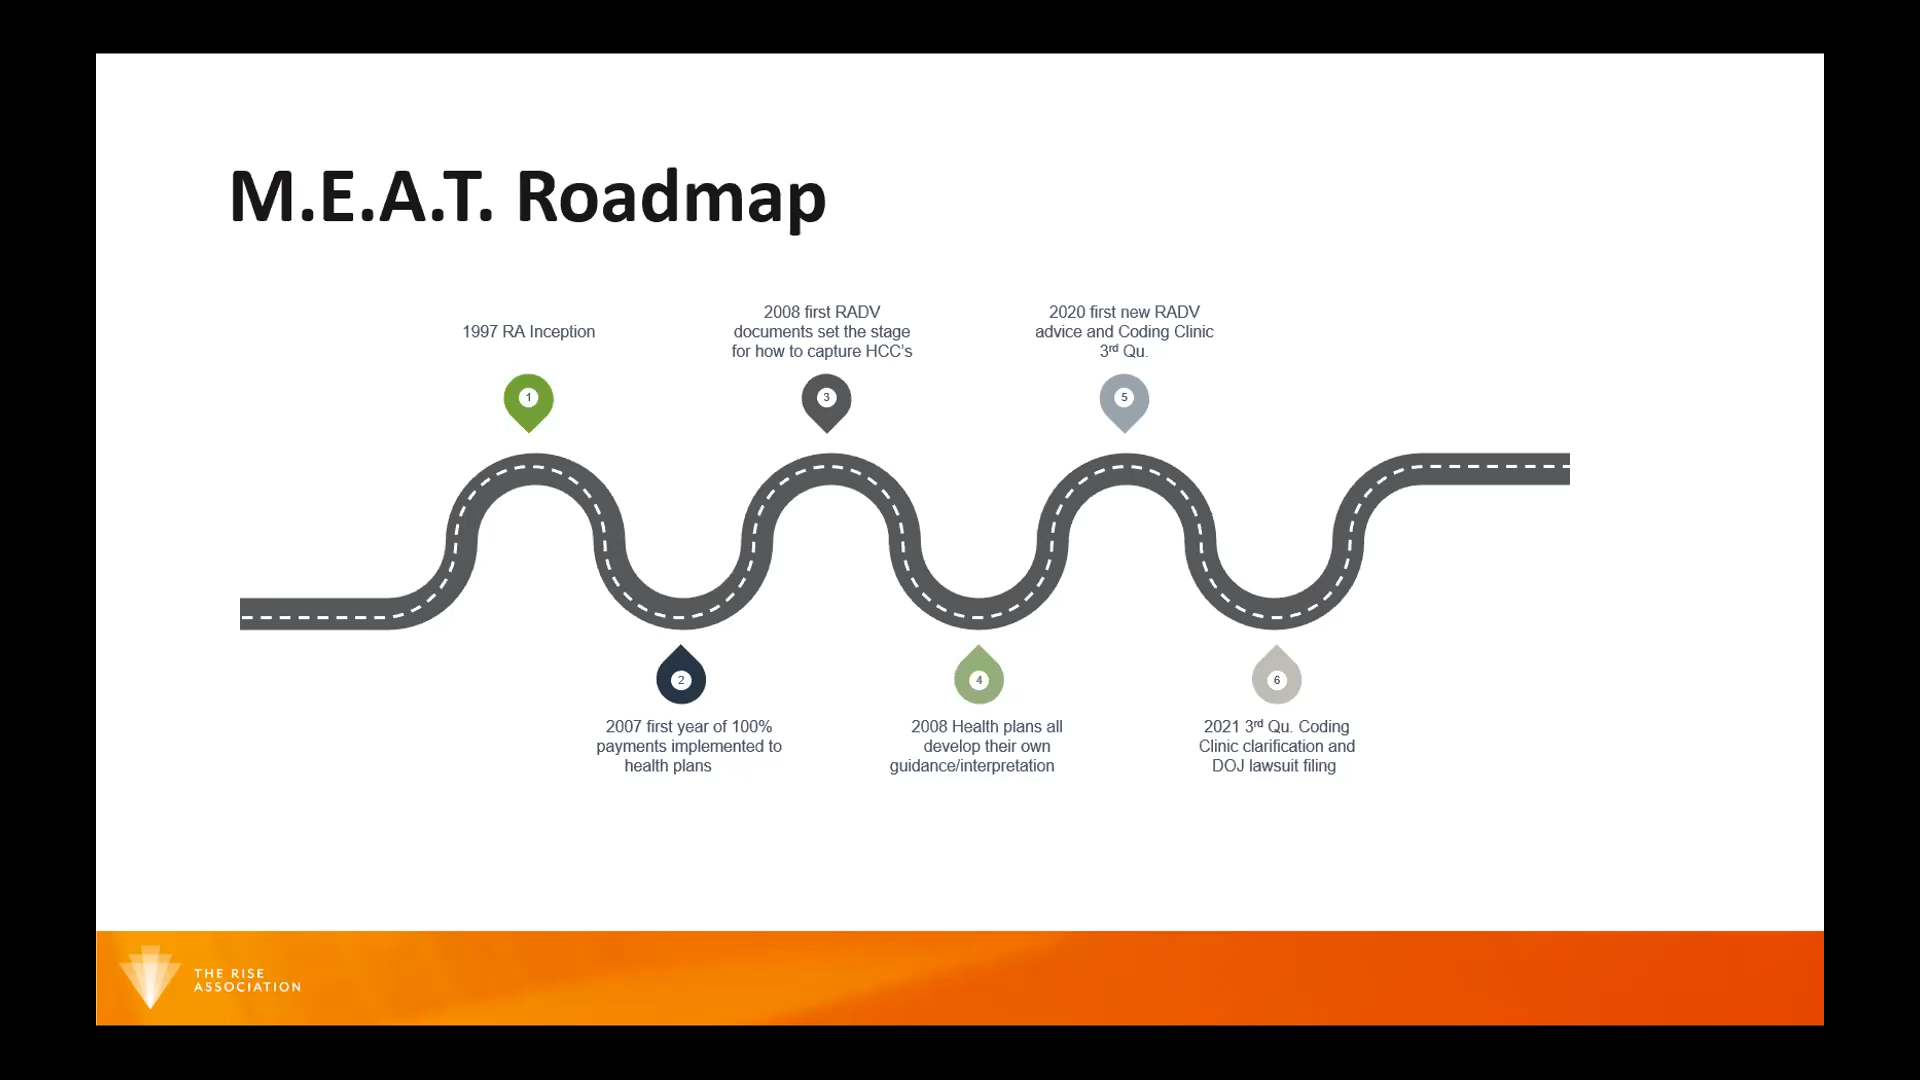 M.E.A.T. Roadmap
1997 RA Inception
1
2007 first year of 100%
payments implemented to
health plans
2
2008 first RADV
documents set the stage
for how to capture HCC's
3
2008 Health plans all
develop their own
guidance/interpretation
4
2020 first new RADV
advice and Coding Clinic
3rd Qu.
5
2021 3rd Qu. Coding
Clinic clarification and
DOJ lawsuit filing
6
THE RISE
ASSOCIATION